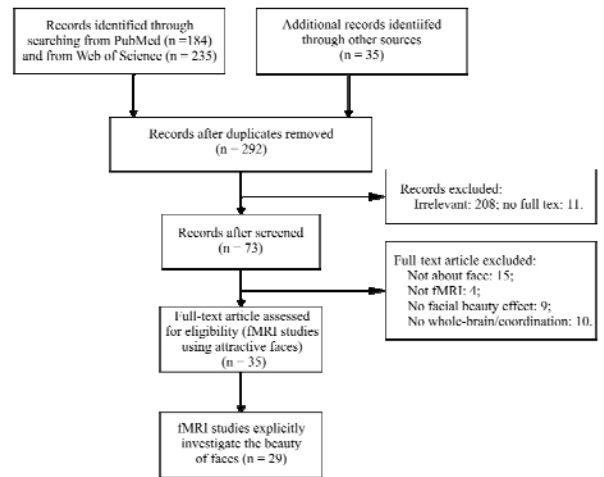 Records identified through
searching from PubMed (n =184)
and from Web of Science (n = 235)
Additional records identiifed
through other sources
(n = 35)
Records after duplicates removed
(n = 292)
Records excluded:
Irrelevant: 208; no full tex: 11.
Records after screened
(n = 73)
Full-text article excluded:
Not about face: 15;
Not fMRI: 4;
No facial beauty effect: 9;
No whole-brain/coordination: 10.
Full-text article assessed
for eligibility (fMRI studies
using attractive faces)
(n = 35)
fMRI studies explicitly
investigate the beauty
of faces (n = 29)